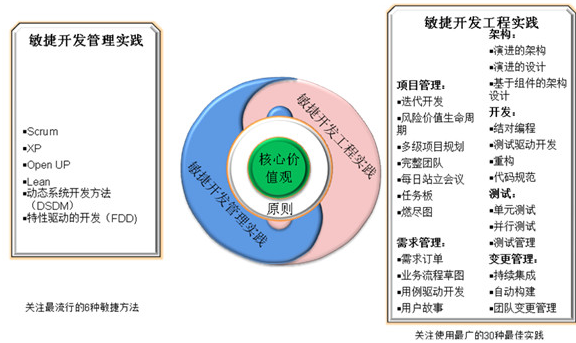 敏捷开发管理实践
▪Scrum
▪XP
▪Open UP
▪Lean
▪动态系统开发方法
（DSDM）
▪特性驱动的开发（FDD）
关注最流行的6种敏捷方法
敏捷开发工程实践
敏捷开发管理实践
核心价
值观
原则
敏捷开发工程实践
项目管理：
▪迭代开发
▪风险价值生命周
期
▪多级项目规划
▪完整团队
▪每日站立会议
▪任务板
▪燃尽图
需求管理：
▪需求订单
▪业务流程草图
▪用例驱动开发
▪用户故事
架构：
▪演进的架构
▪演进的设计
▪基于组件的架构
设计
开发：
▪结对编程
▪测试驱动开发
▪重构
▪代码规范
测试：
▪单元测试
▪并行测试
▪测试管理
变更管理：
▪持续集成
▪自动构建
▪团队变更管理
关注使用最广的30种最佳实践